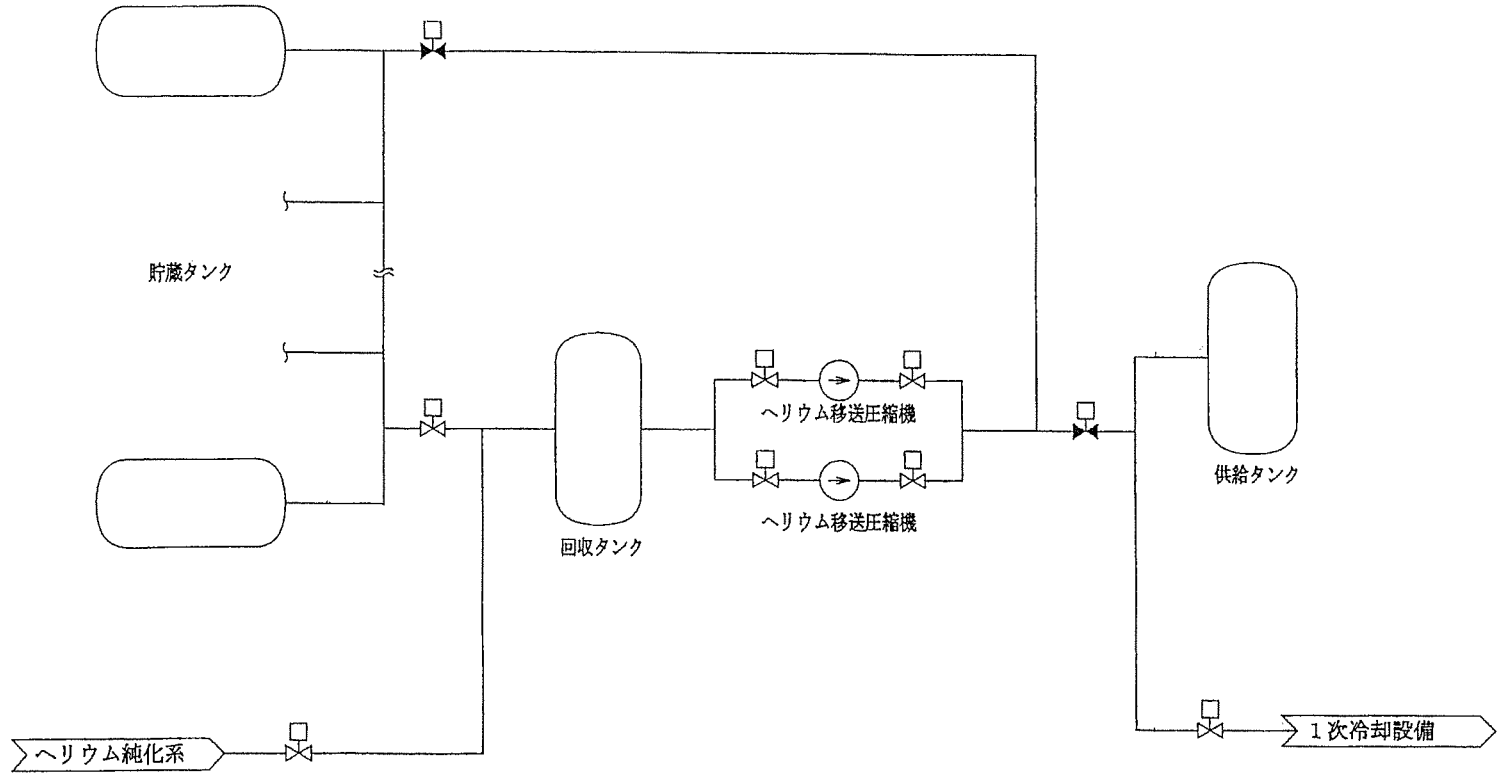 貯蔵タンク
ヘリウム移送圧縮機
供給タンク
ヘリウム移送圧縮機
回収タンク
1次冷却設備
ヘリウム純化系